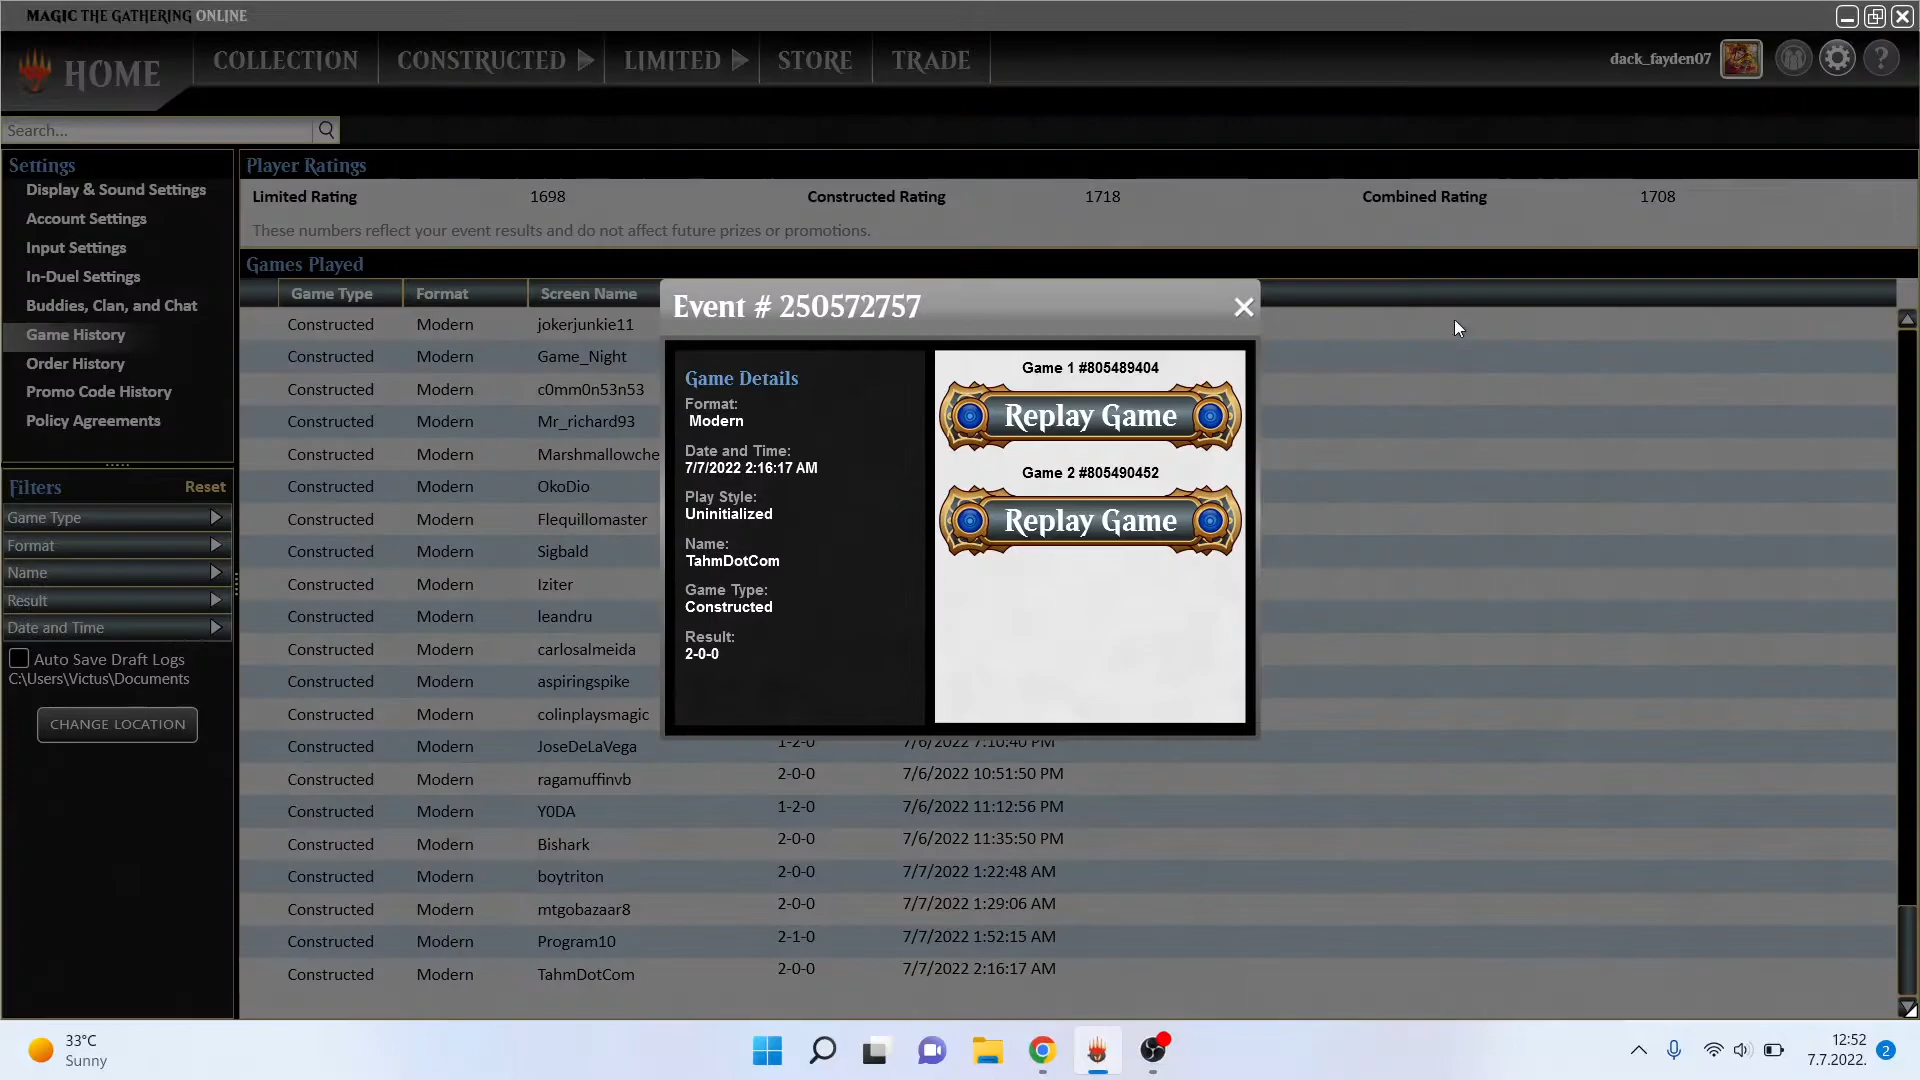 MAGIC THE GATHERING ONLINE
HOME
COLLECTION
CONSTRUCTED
LIMITED
STORE
TRADE
dack_fayden07
?
Search...
Settings
Display & Sound Settings
Account Settings
Input Settings
In-Duel Settings
Buddies, Clan, and Chat
Game History
Order History
Promo Code History
Policy Agreements
Filters Reset
Game Type
Format
Name
Result
Date and Time
Auto Save Draft Logs
C:\Users\Victus\Documents
CHANGE LOCATION
Player Ratings
Limited Rating 1698 Constructed Rating 1718 Combined Rating 1708
These numbers reflect your event results and do not affect future prizes or promotions.
Games Played
Game Type Format Screen Name
Constructed Modern jokerjunkie11
Constructed Modern Game_Night
Constructed Modern c0mm0n53n53
Constructed Modern Mr_richard93
Constructed Modern Marshmallowche
Constructed Modern OkoDio
Constructed Modern Flequillomaster
Constructed Modern Sigbald
Constructed Modern Iziter
Constructed Modern leandru
Constructed Modern carlosalmeida
Constructed Modern aspiringspike
Constructed Modern colinplaysmagic
Constructed Modern JoseDeLaVega 1-2-0 7/6/2022 7:10:40 PM
Constructed Modern ragamuffinvb 2-0-0 7/6/2022 10:51:50 PM
Constructed Modern Y0DA 1-2-0 7/6/2022 11:12:56 PM
Constructed Modern Bishark 2-0-0 7/6/2022 11:35:50 PM
Constructed Modern boytriton 2-0-0 7/7/2022 1:22:48 AM
Constructed Modern mtgobazaar8 2-0-0 7/7/2022 1:29:06 AM
Constructed Modern Program10 2-1-0 7/7/2022 1:52:15 AM
Constructed Modern TahmDotCom 2-0-0 7/7/2022 2:16:17 AM
Event # 250572757
Game Details
Format:
Modern
Date and Time:
7/7/2022 2:16:17 AM
Play Style:
Uninitialized
Name:
TahmDotCom
Game Type:
Constructed
Result:
2-0-0
Game 1 #805489404
Replay Game
Game 2 #805490452
Replay Game
33°C
Sunny
12:52
7.7.2022.
2